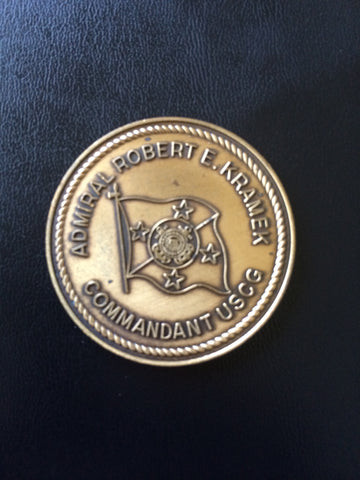 ADMIRAL ROBERT E. KRAMEK
COMMANDANT USCG